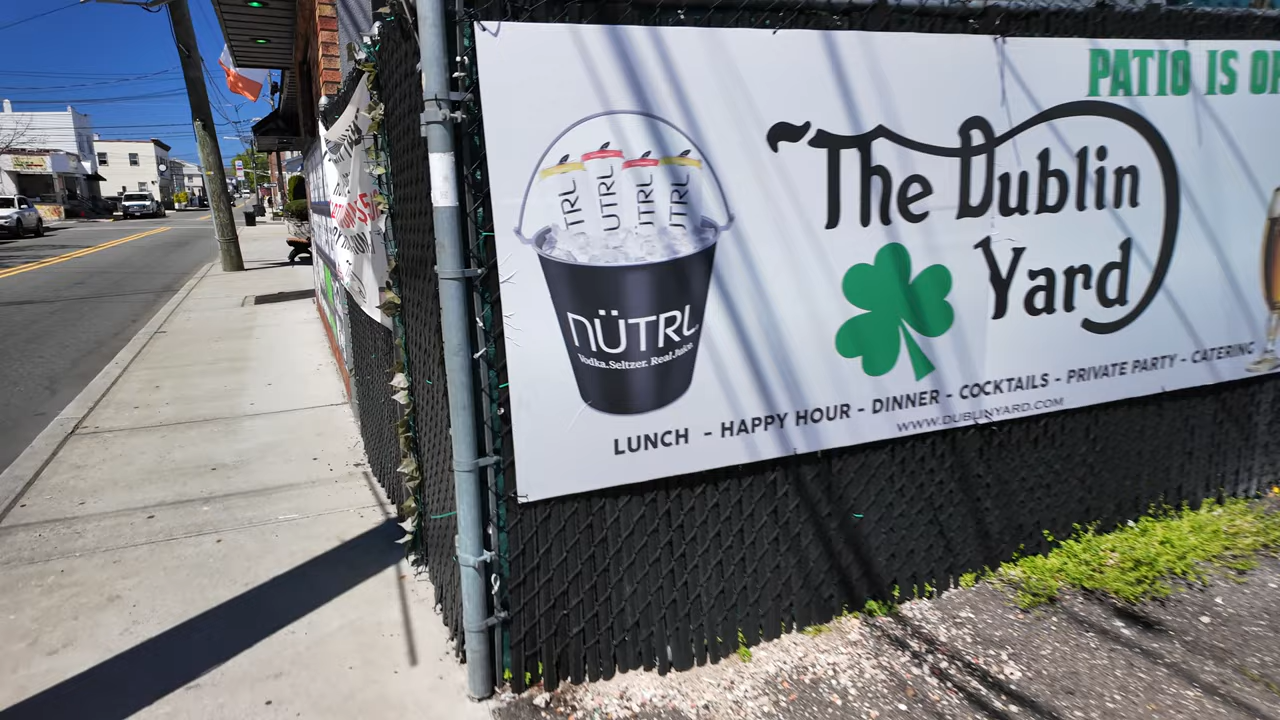 PATIO IS
The Dublin
Yard
UTRL
UTRL
UTRL
UTRL
NÜTRL
Vodka.Seltzer. Real Juice.
LUNCH - HAPPY HOUR - DINNER - COCKTAILS - PRIVATE PARTY - CATERING
WWW.DUBLINYARD.COM